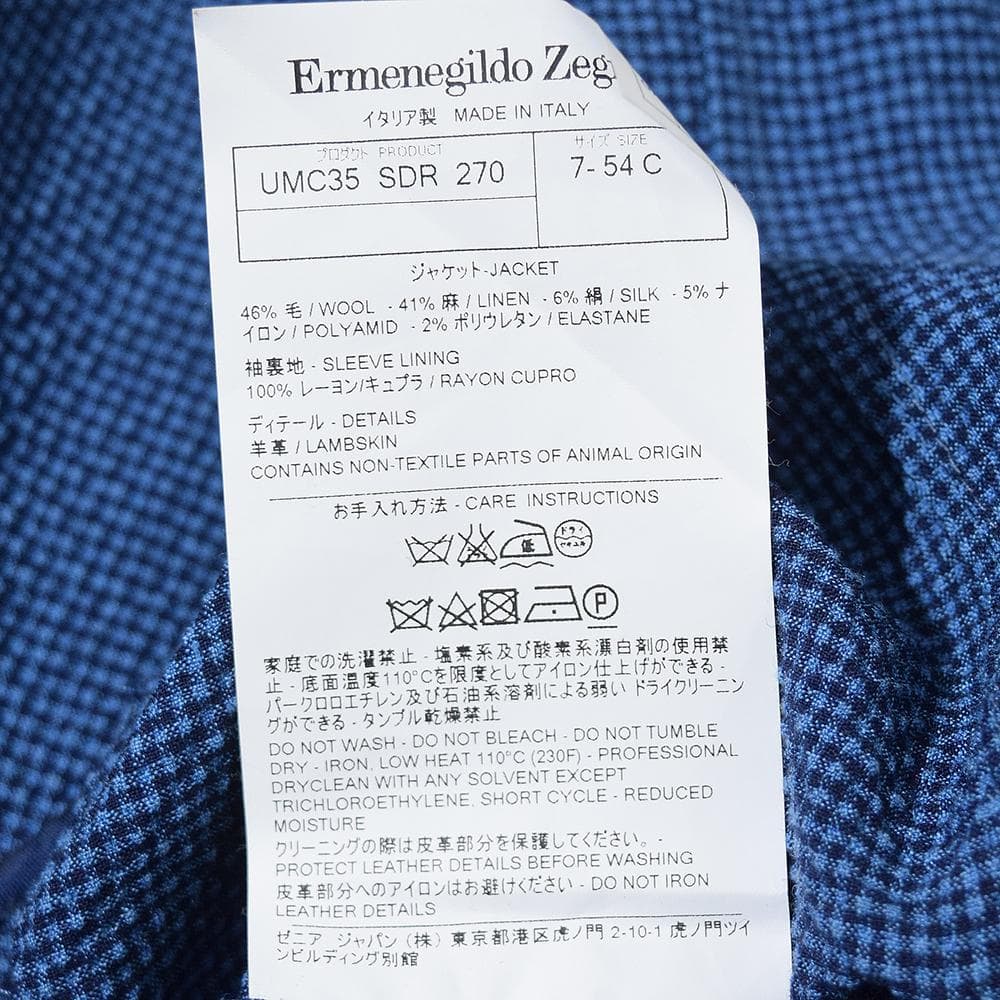 Ermenegildo Zeg
イタリア製 MADE IN ITALY
プロダクト PRODUCT
サイズ SIZE
UMC35 SDR 270
7-54 C
ジャケット-JACKET
46% 毛 / WOOL - 41% 麻 / LINEN - 6% 絹 / SILK - 5% ナ
イロン / POLYAMID - 2% ポリウレタン / ELASTANE
袖裏地 - SLEEVE LINING
100% レーヨン/キュプラ / RAYON CUPRO
ディテール - DETAILS
羊革 / LAMBSKIN
CONTAINS NON-TEXTILE PARTS OF ANIMAL ORIGIN
お手入れ方法 - CARE INSTRUCTIONS
低 ドライ
P
家庭での洗濯禁止 - 塩素系及び酸素系漂白剤の使用禁
止 - 底面温度110°Cを限度としてアイロン仕上げができる -
パークロロエチレン及び石油系溶剤による弱い ドライクリーニン
グができる - タンブル乾燥禁止
DO NOT WASH - DO NOT BLEACH - DO NOT TUMBLE
DRY - IRON, LOW HEAT 110°C (230F) - PROFESSIONAL
DRYCLEAN WITH ANY SOLVENT EXCEPT
TRICHLOROETHYLENE, SHORT CYCLE - REDUCED
MOISTURE
クリーニングの際は皮革部分を保護してください。 -
PROTECT LEATHER DETAILS BEFORE WASHING
皮革部分へのアイロンはお避けください - DO NOT IRON
LEATHER DETAILS
ゼニア ジャパン (株) 東京都港区虎ノ門 2-10-1 虎ノ門ツイ
ンビルディング別館